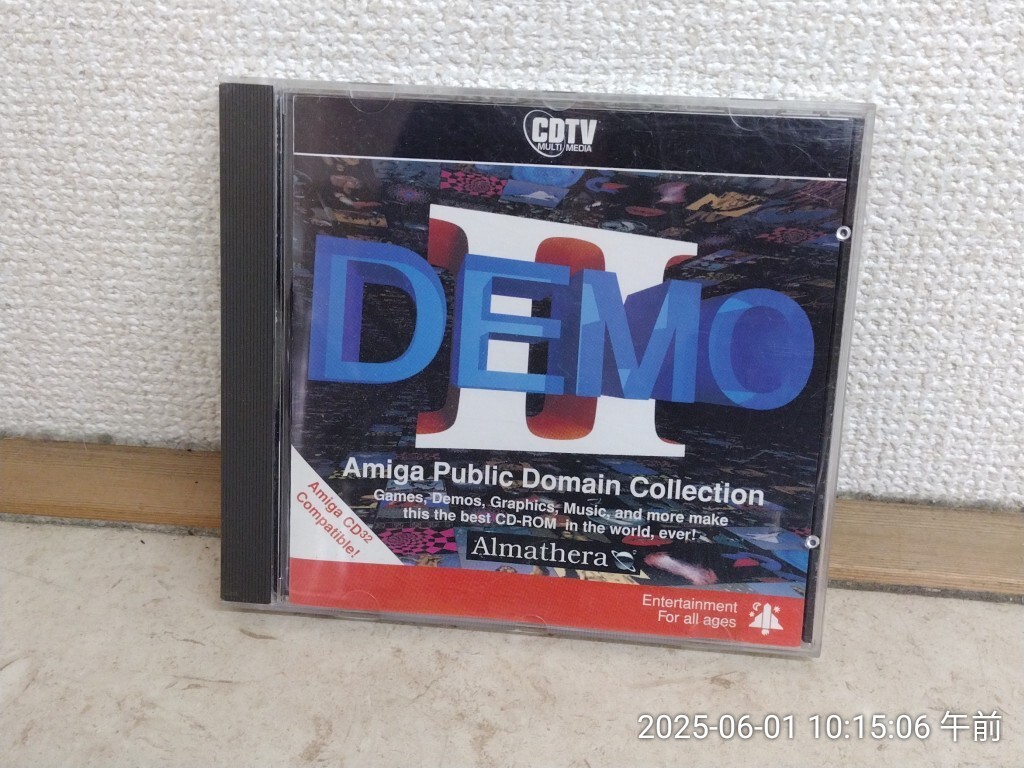 CDTV
MULTI MEDIA
II
DEMO
Amiga Public Domain Collection
Games, Demos, Graphics, Music, and more make
this the best CD-ROM in the world, ever!
Almathera
Amiga CD32
Compatible!
Entertainment
For all ages
2025-06-01 10:15:06 午前